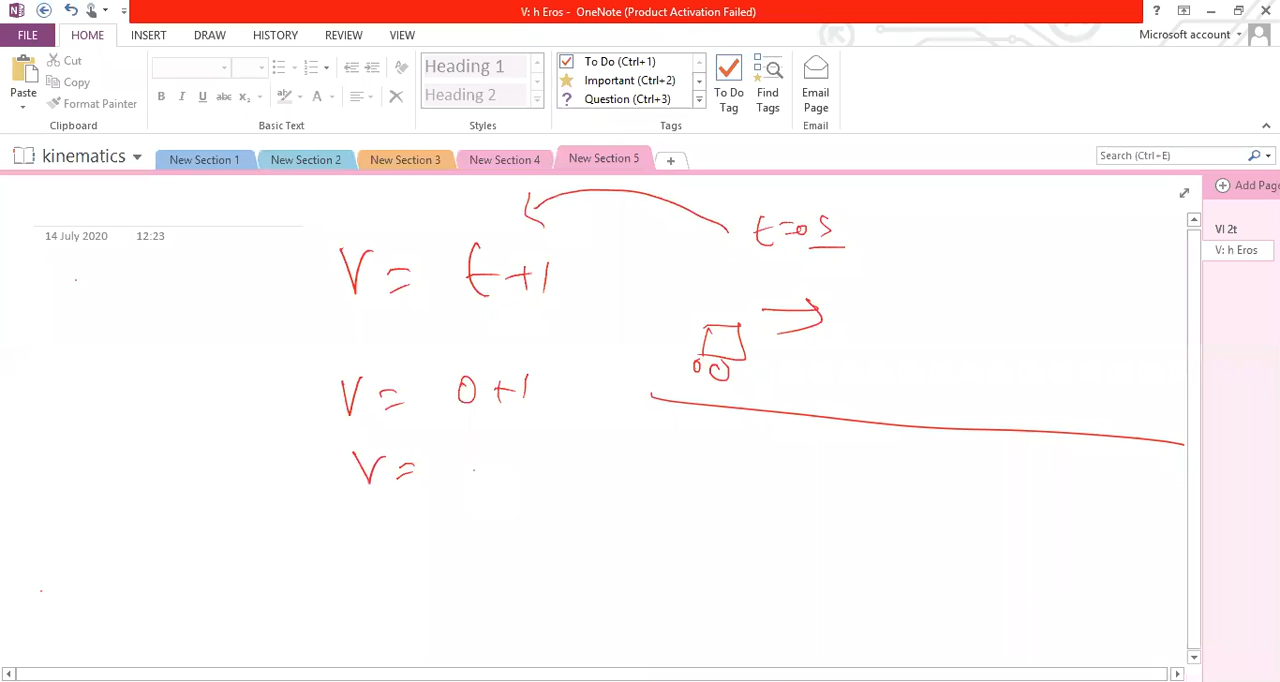 V: h Eros - OneNote (Product Activation Failed)
FILE HOME INSERT DRAW HISTORY REVIEW VIEW
Microsoft account
Paste
Cut
Copy
Format Painter
Clipboard
B I U abc X₂ A
Basic Text
Heading 1
Heading 2
Styles
To Do (Ctrl+1)
Important (Ctrl+2)
Question (Ctrl+3)
To Do Tag
Find Tags
Tags
Email Page
Email
kinematics
New Section 1 New Section 2 New Section 3 New Section 4 New Section 5
Search (Ctrl+E)
Add Page
VI 2t
V: h Eros
14 July 2020 12:23
t=0s
V = t+1
V = 0+1
V =